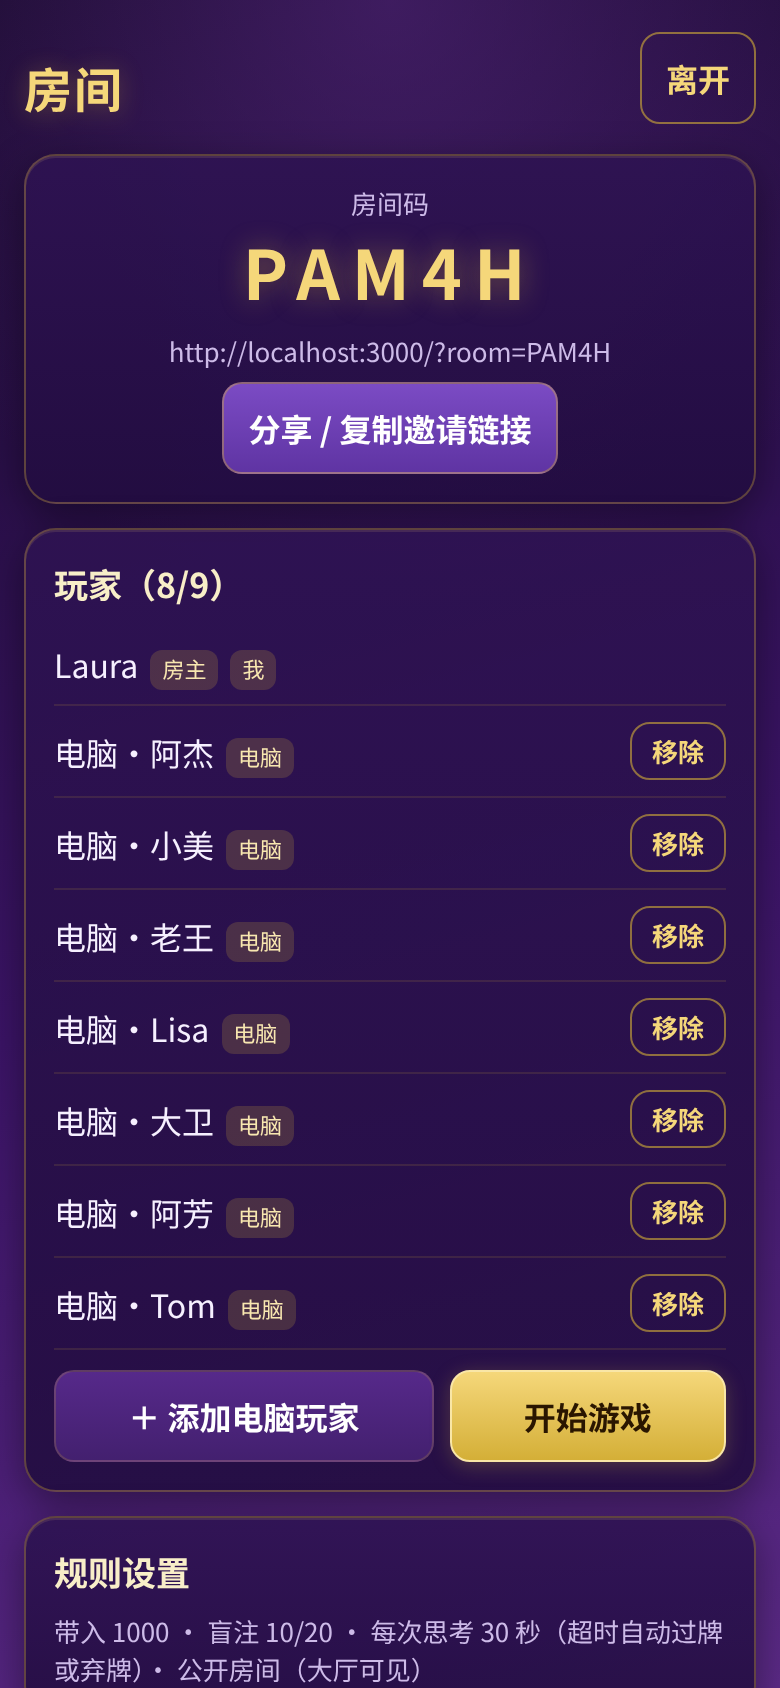 房间
离开
房间码
PAM4H
http://localhost:3000/?room=PAM4H
分享 / 复制邀请链接
玩家（8/9）
Laura 房主 我
电脑・阿杰 电脑 移除
电脑・小美 电脑 移除
电脑・老王 电脑 移除
电脑・Lisa 电脑 移除
电脑・大卫 电脑 移除
电脑・阿芳 电脑 移除
电脑・Tom 电脑 移除
＋ 添加电脑玩家 开始游戏
规则设置
带入 1000 · 盲注 10/20 · 每次思考 30 秒（超时自动过牌
或弃牌）· 公开房间（大厅可见）